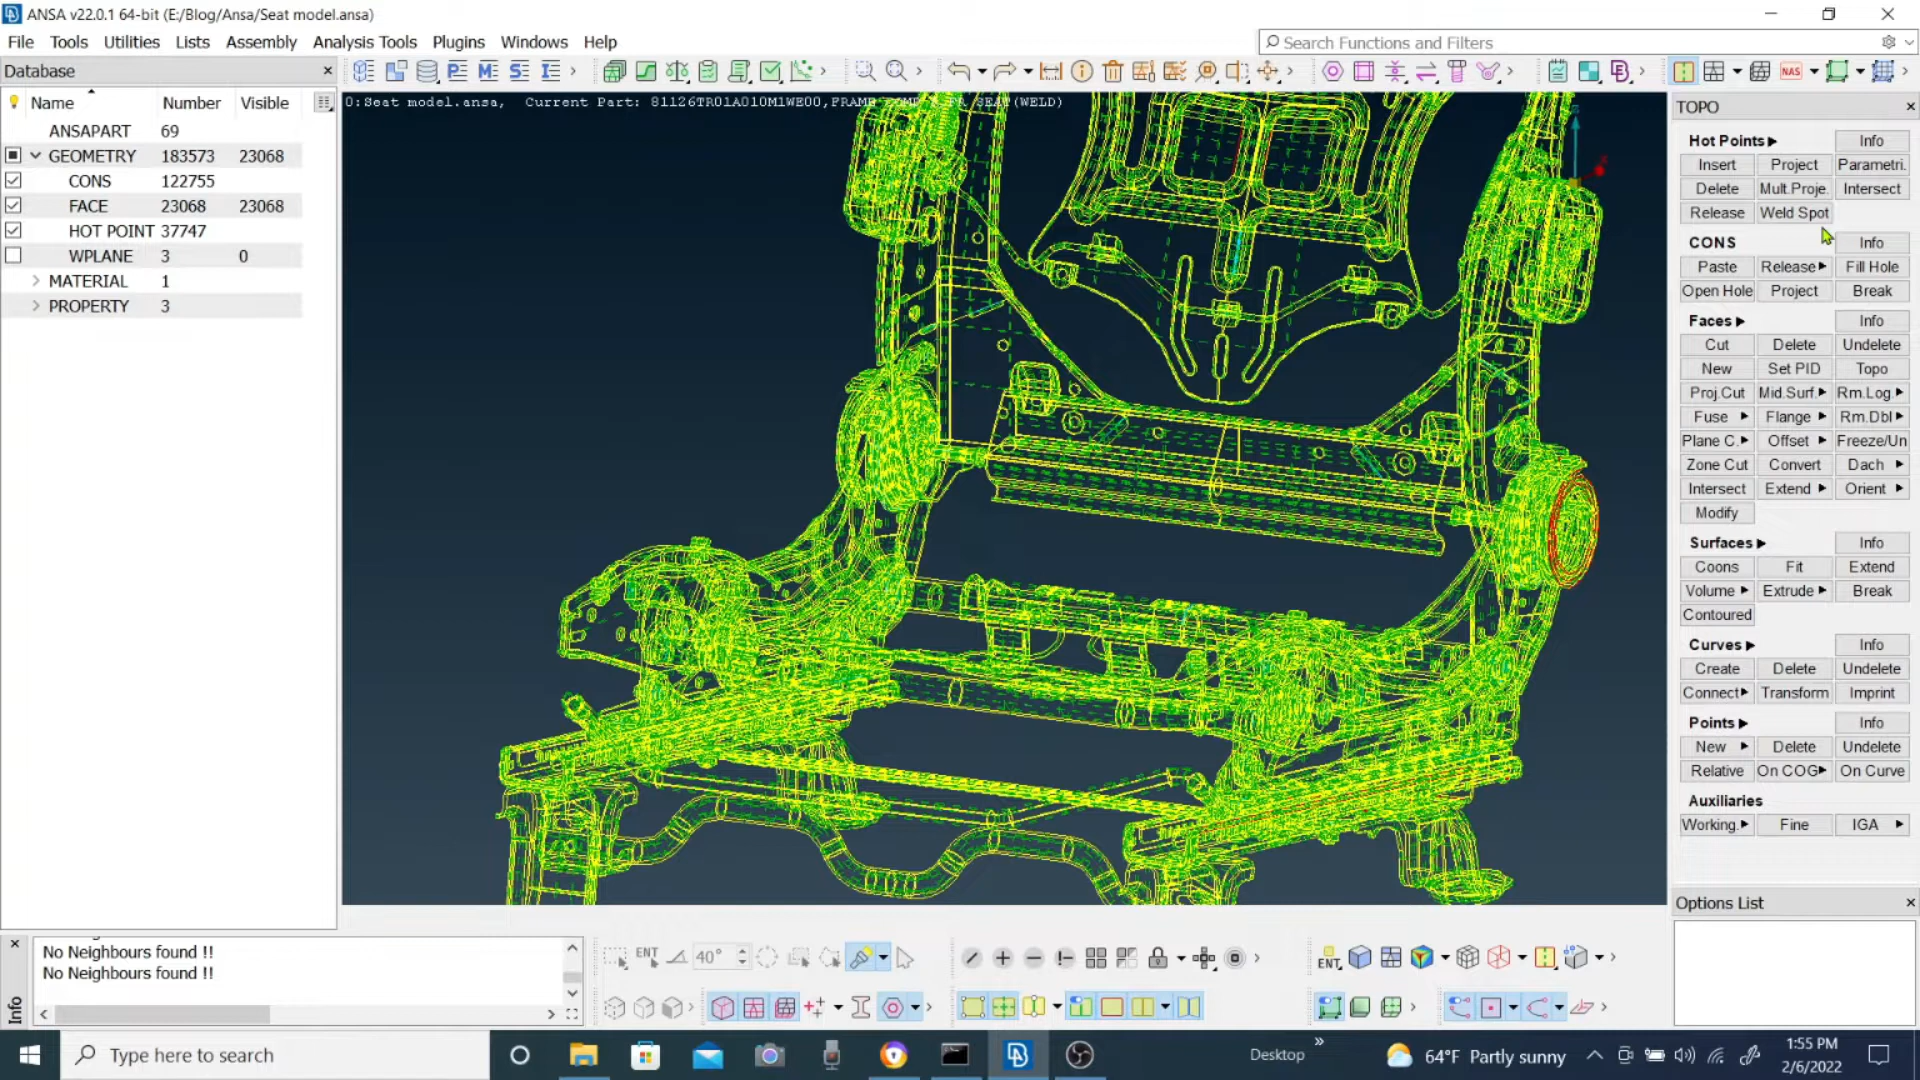 ANSA v22.0.1 64-bit (E:/Blog/Ansa/Seat model.ansa)
File Tools Utilities Lists Assembly Analysis Tools Plugins Windows Help
Search Functions and Filters
Database
Name Number Visible
ANSAPART 69
GEOMETRY 183573 23068
CONS 122755
FACE 23068 23068
HOT POINT 37747
WPLANE 3 0
MATERIAL 1
PROPERTY 3
0:Seat model.ansa, Current Part: 81126TR01A010M1WE00,FRAME COMP
SEAT(WELD)
NAS
TOPO
Hot Points Info
Insert Project Parametri.
Delete Mult.Proje. Intersect
Release Weld Spot
CONS Info
Paste Release Fill Hole
Open Hole Project Break
Faces Info
Cut Delete Undelete
New Set PID Topo
Proj.Cut Mid.Surf. Rm.Log.
Fuse Flange Rm.Dbl
Plane C. Offset Freeze/Un
Zone Cut Convert Dach
Intersect Extend Orient
Modify
Surfaces Info
Coons Fit Extend
Volume Extrude Break
Contoured
Curves Info
Create Delete Undelete
Connect Transform Imprint
Points Info
New Delete Undelete
Relative On COG On Curve
Auxiliaries
Working. Fine IGA
Options List
Info
No Neighbours found !!
No Neighbours found !!
ENT
40°
ENT
Type here to search
Desktop
64°F Partly sunny
1:55 PM
2/6/2022